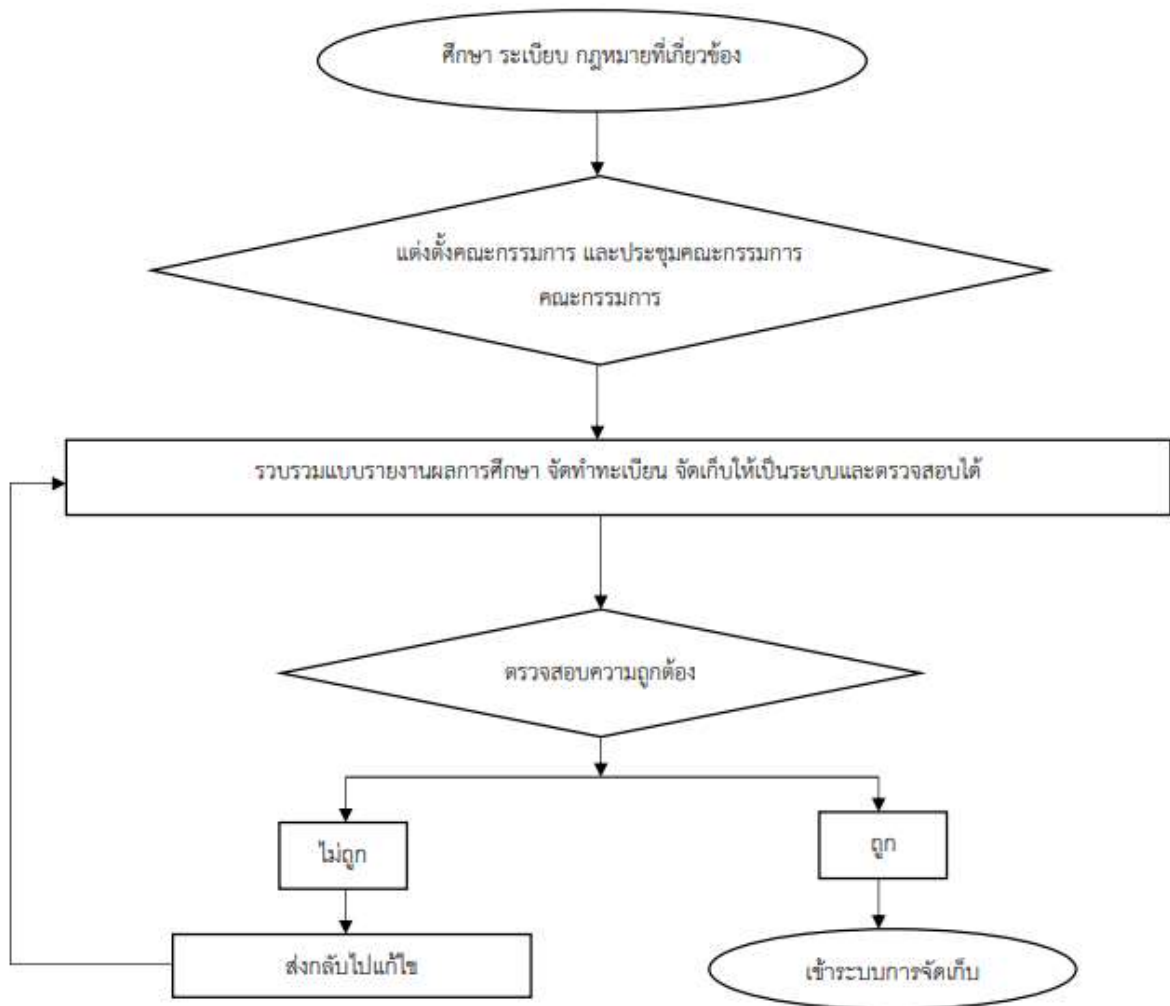 ศึกษา ระเบียบ กฎหมายที่เกี่ยวข้อง
แต่งตั้งคณะกรรมการ และประชุมคณะกรรมการ
คณะกรรมการ
รวบรวมแบบรายงานผลการศึกษา จัดทำทะเบียน จัดเก็บให้เป็นระบบและตรวจสอบได้
ตรวจสอบความถูกต้อง
ไม่ถูก
ถูก
ส่งกลับไปแก้ไข
เข้าระบบการจัดเก็บ